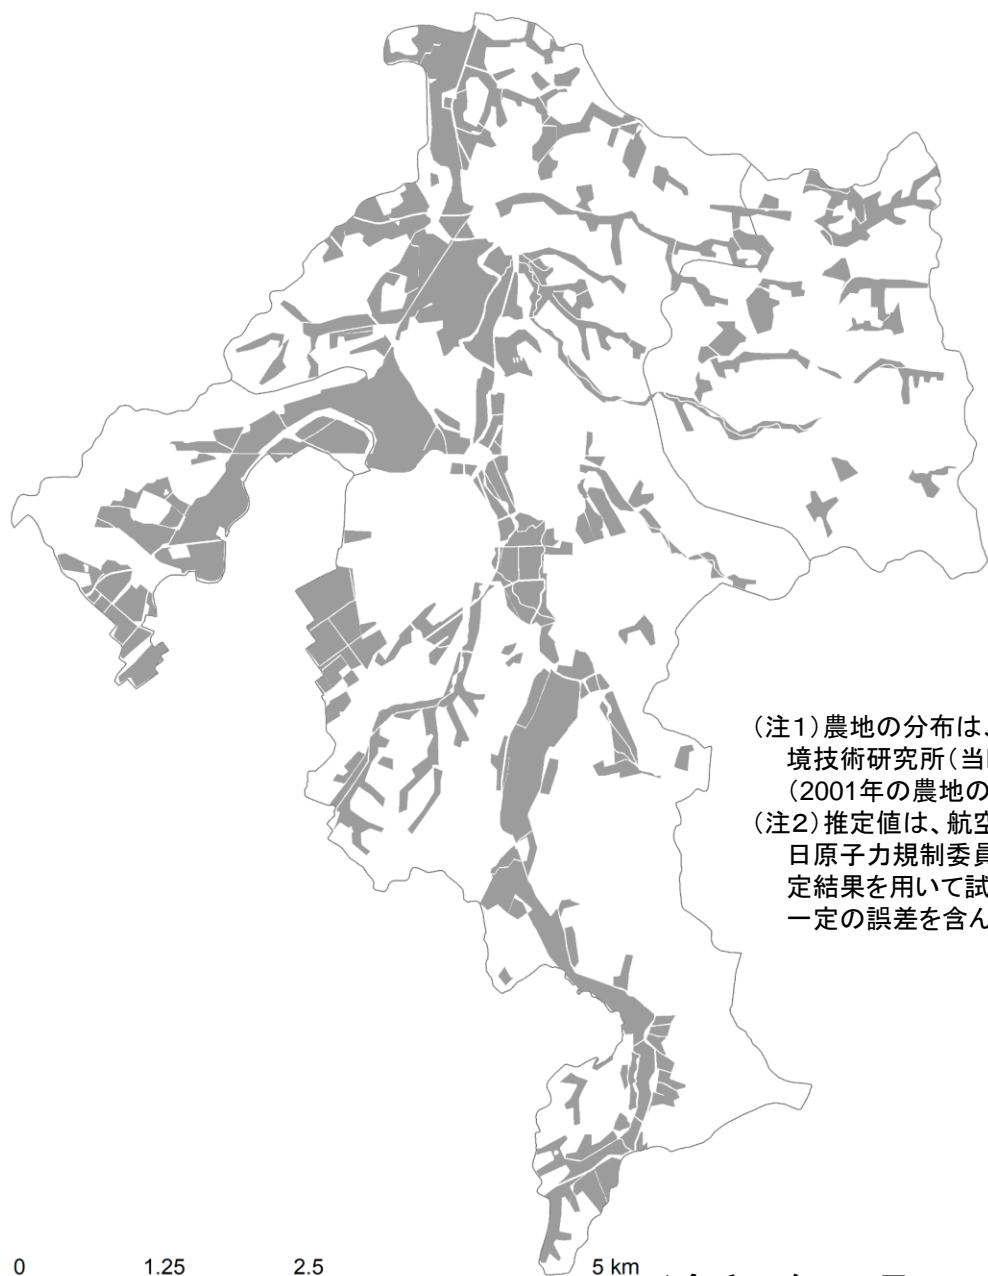 (注1)農地の分布は、
境技術研究所(当
(2001年の農地の
(注2)推定値は、航空
日原子力規制委員
定結果を用いて試
一定の誤差を含ん
0 1.25 2.5 5 km